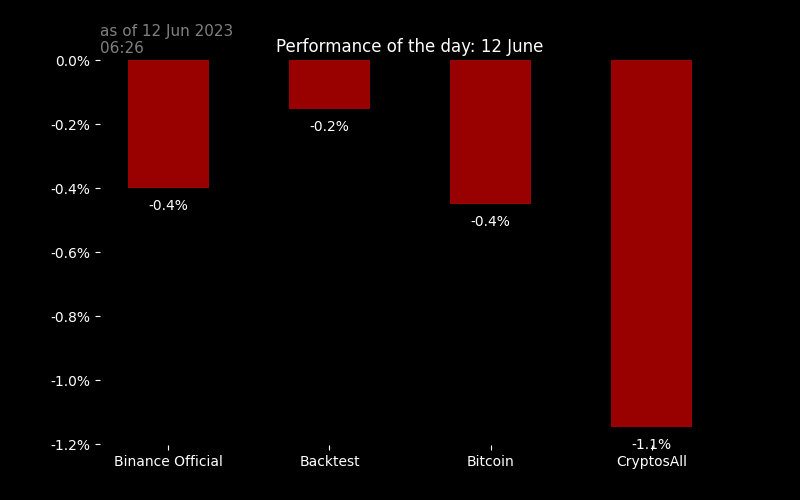 as of 12 Jun 2023
06:26
Performance of the day: 12 June
0.0%
-0.2%
-0.4%
-0.6%
-0.8%
-1.0%
-1.2%
-0.4%
-0.2%
-0.4%
-1.1%
Binance Official
Backtest
Bitcoin
CryptosAll